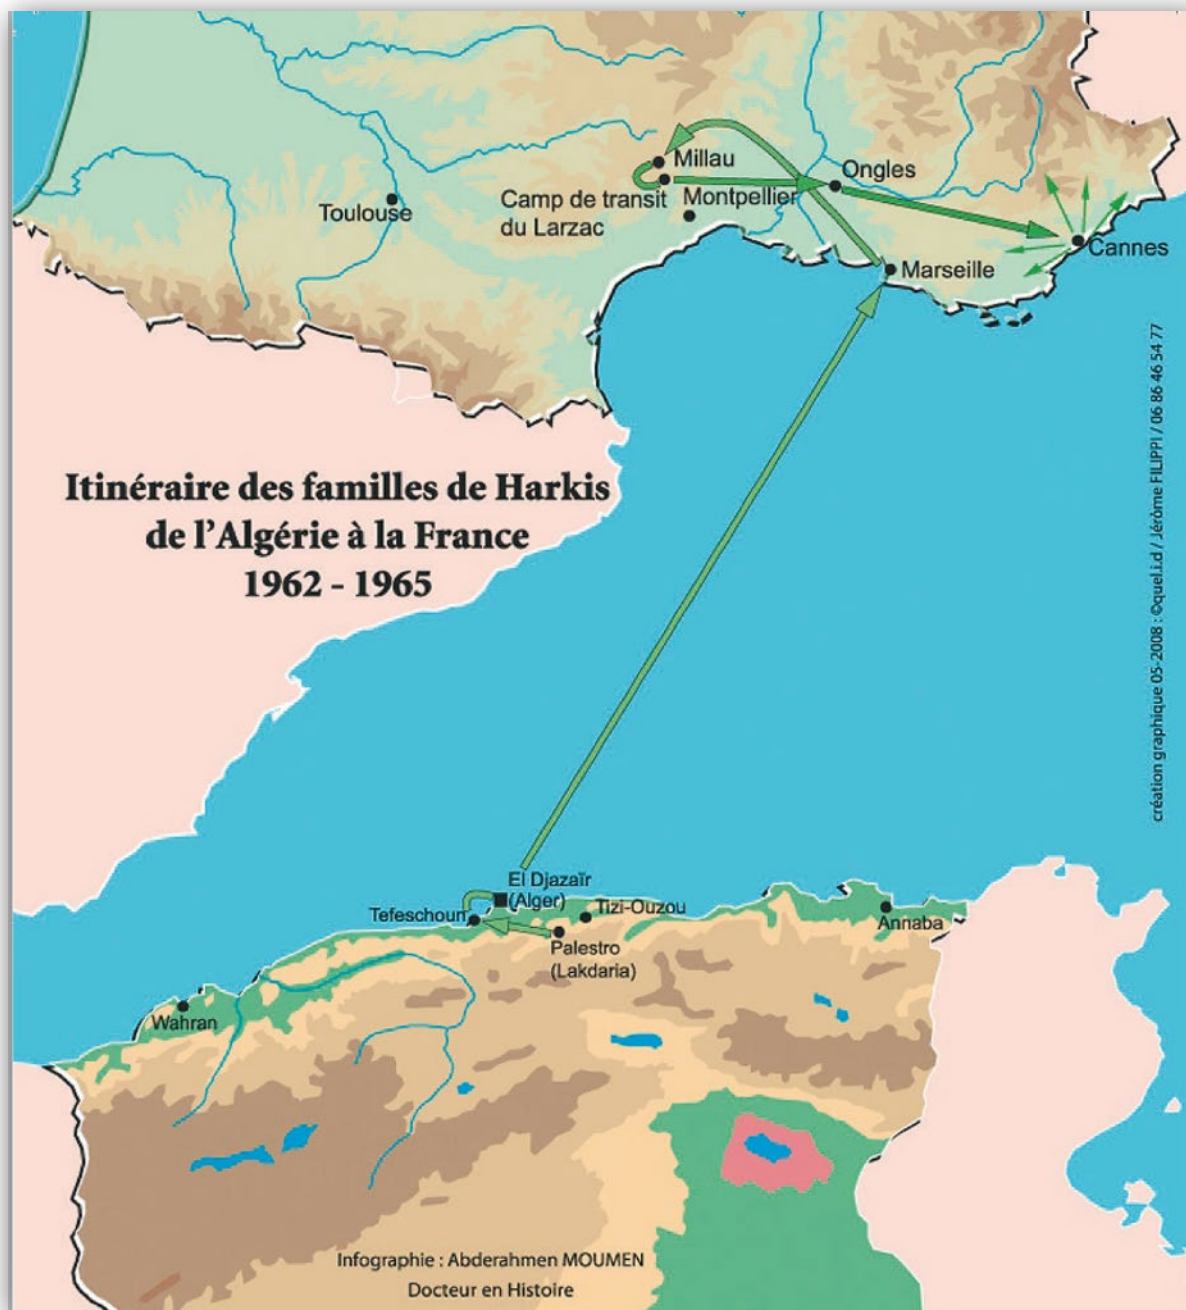 Millau
Ongles
Camp de transit
du Larzac
Montpellier
Toulouse
Cannes
Marseille
Itinéraire des familles de Harkis
de l'Algérie à la France
1962 - 1965
création graphique 05-2008 : ©quel.i.d / Jérôme FILIPPI / 06 86 46 54 77
El Djazaïr
(Alger)
Tefeschoun
Tizi-Ouzou
Annaba
Palestro
(Lakdaria)
Wahran
Infographie : Abderahmen MOUMEN
Docteur en Histoire